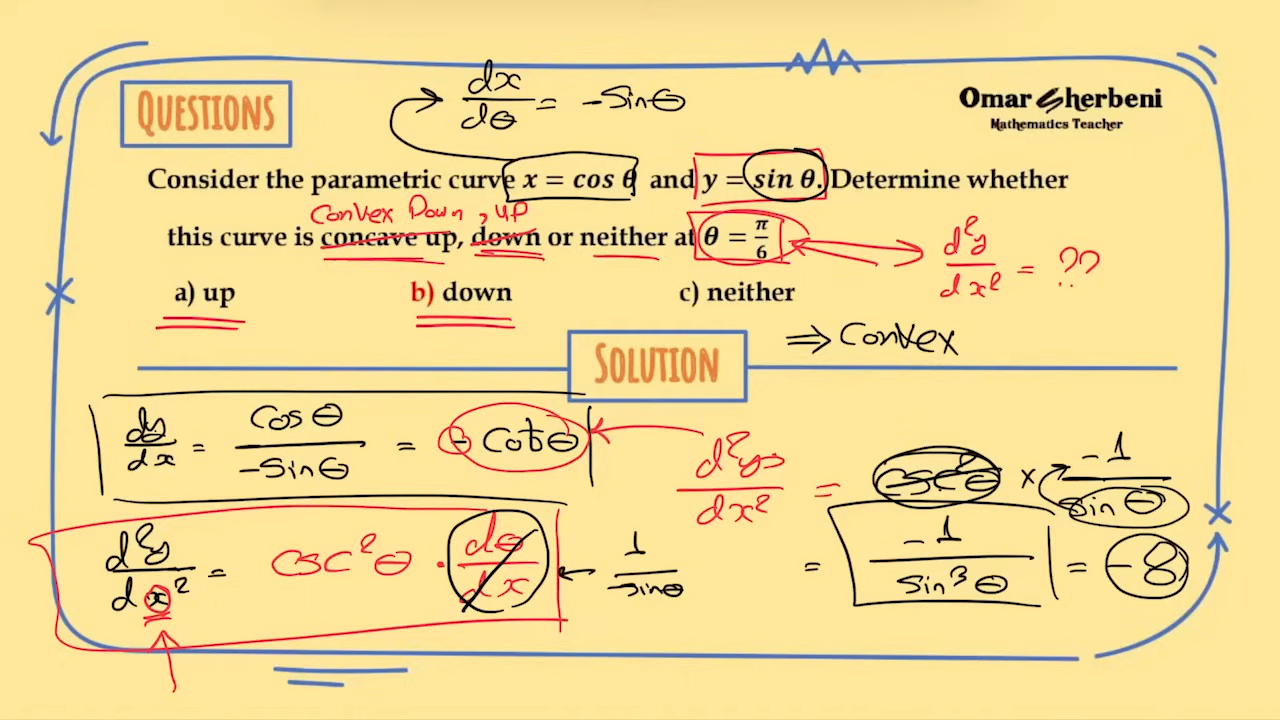 dx/dθ = -sinθ
QUESTIONS
Omar Sherbeni
Mathematics Teacher
Consider the parametric curve x = cos θ and y = sin θ. Determine whether
Convex Down, up
this curve is concave up, down or neither at θ = π/6
d²y/dx² = ??
a) up b) down c) neither
⇒ Convex
SOLUTION
dy/dx = cosθ/-sinθ = - cotθ
d²y/dx² = csc²θ × -1/sinθ
d²y/dx² = csc²θ · dθ/dx ← 1/-sinθ
= -1/sin³θ = -8